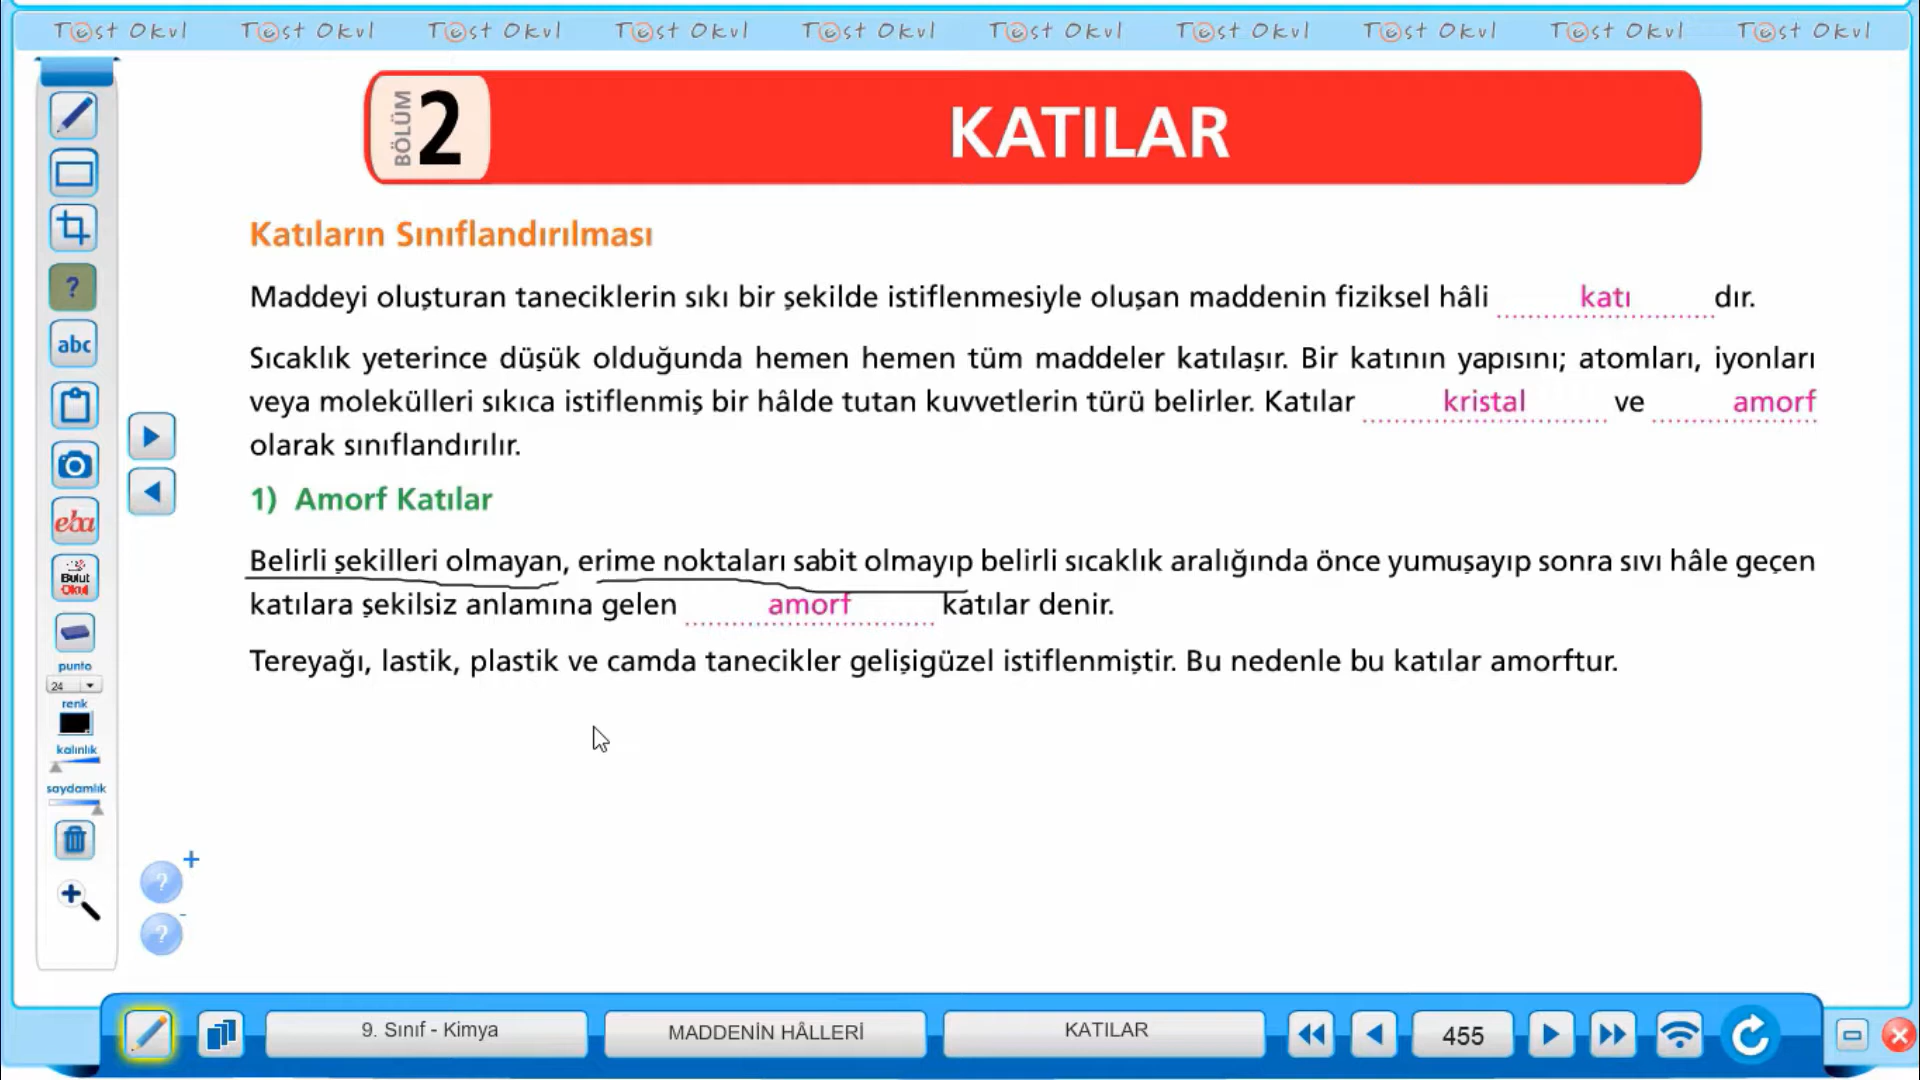 Test Okul Test Okul Test Okul Test Okul Test Okul Test Okul Test Okul Test Okul Test Okul Test Okul
BÖLÜM 2 KATILAR
Katıların Sınıflandırılması
Maddeyi oluşturan taneciklerin sıkı bir şekilde istiflenmesiyle oluşan maddenin fiziksel hâli katı dır.
Sıcaklık yeterince düşük olduğunda hemen hemen tüm maddeler katılaşır. Bir katının yapısını; atomları, iyonları
veya molekülleri sıkıca istiflenmiş bir hâlde tutan kuvvetlerin türü belirler. Katılar kristal ve amorf
olarak sınıflandırılır.
1) Amorf Katılar
Belirli şekilleri olmayan, erime noktaları sabit olmayıp belirli sıcaklık aralığında önce yumuşayıp sonra sıvı hâle geçen
katılara şekilsiz anlamına gelen amorf katılar denir.
Tereyağı, lastik, plastik ve camda tanecikler gelişigüzel istiflenmiştir. Bu nedenle bu katılar amorftur.
?
abc
eba
Bulut
Okul
punto
24
renk
kalınlık
saydamlık
? +
? -
9. Sınıf - Kimya MADDENİN HÂLLERİ KATILAR 455